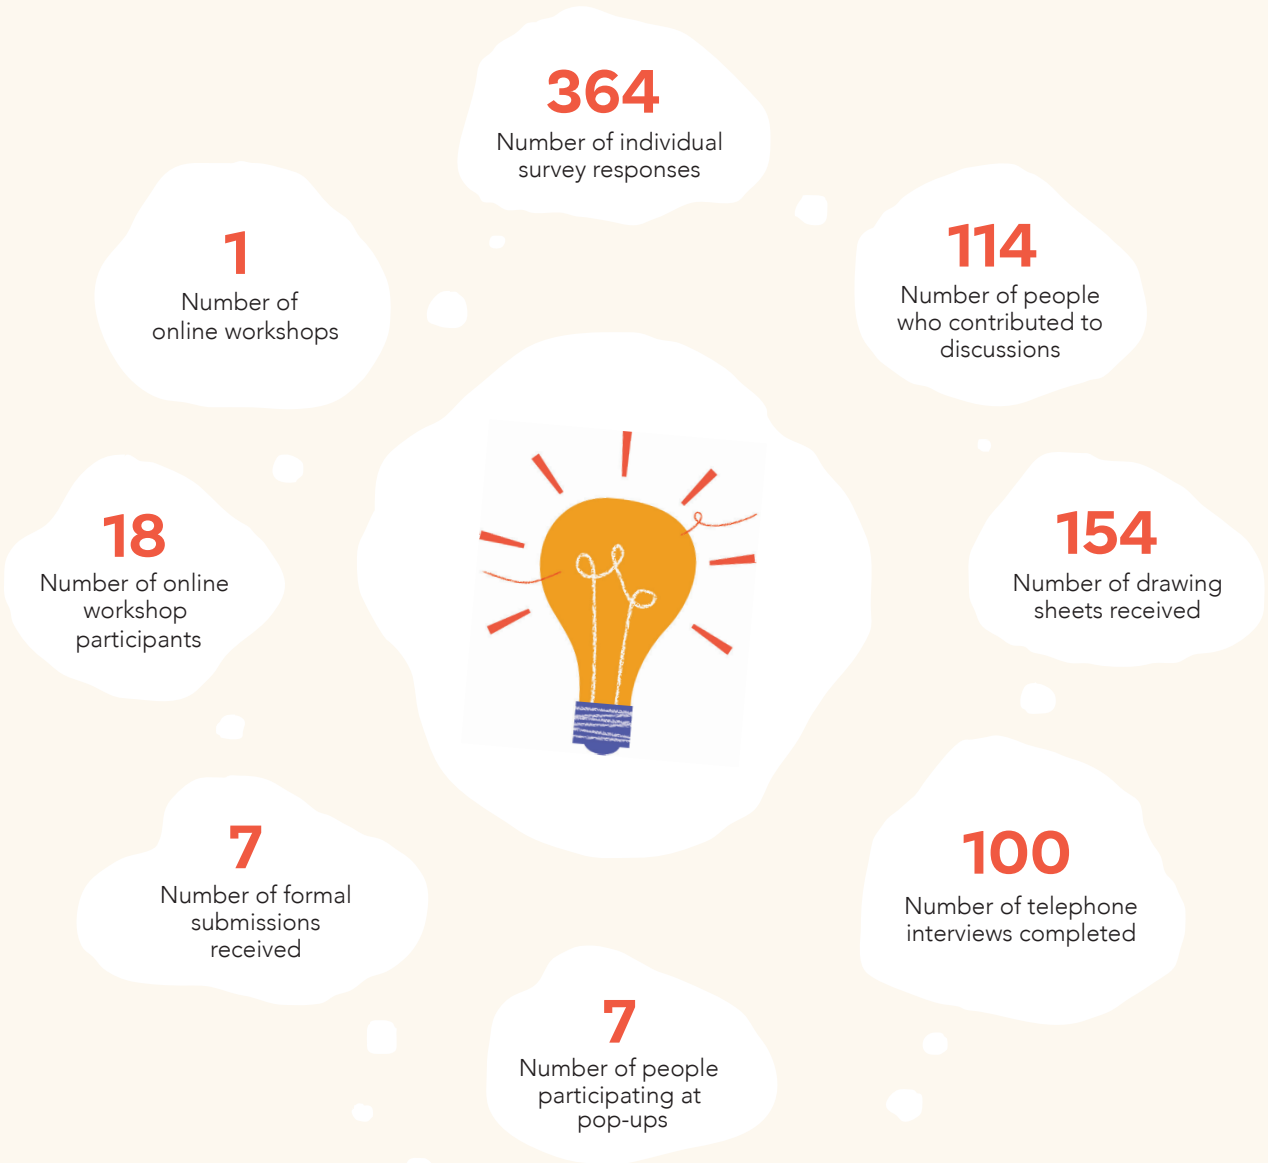 364
Number of individual
survey responses
1
Number of
online workshops
114
Number of people
who contributed to
discussions
18
Number of online
workshop
participants
154
Number of drawing
sheets received
7
Number of formal
submissions
received
100
Number of telephone
interviews completed
7
Number of people
participating at
pop-ups